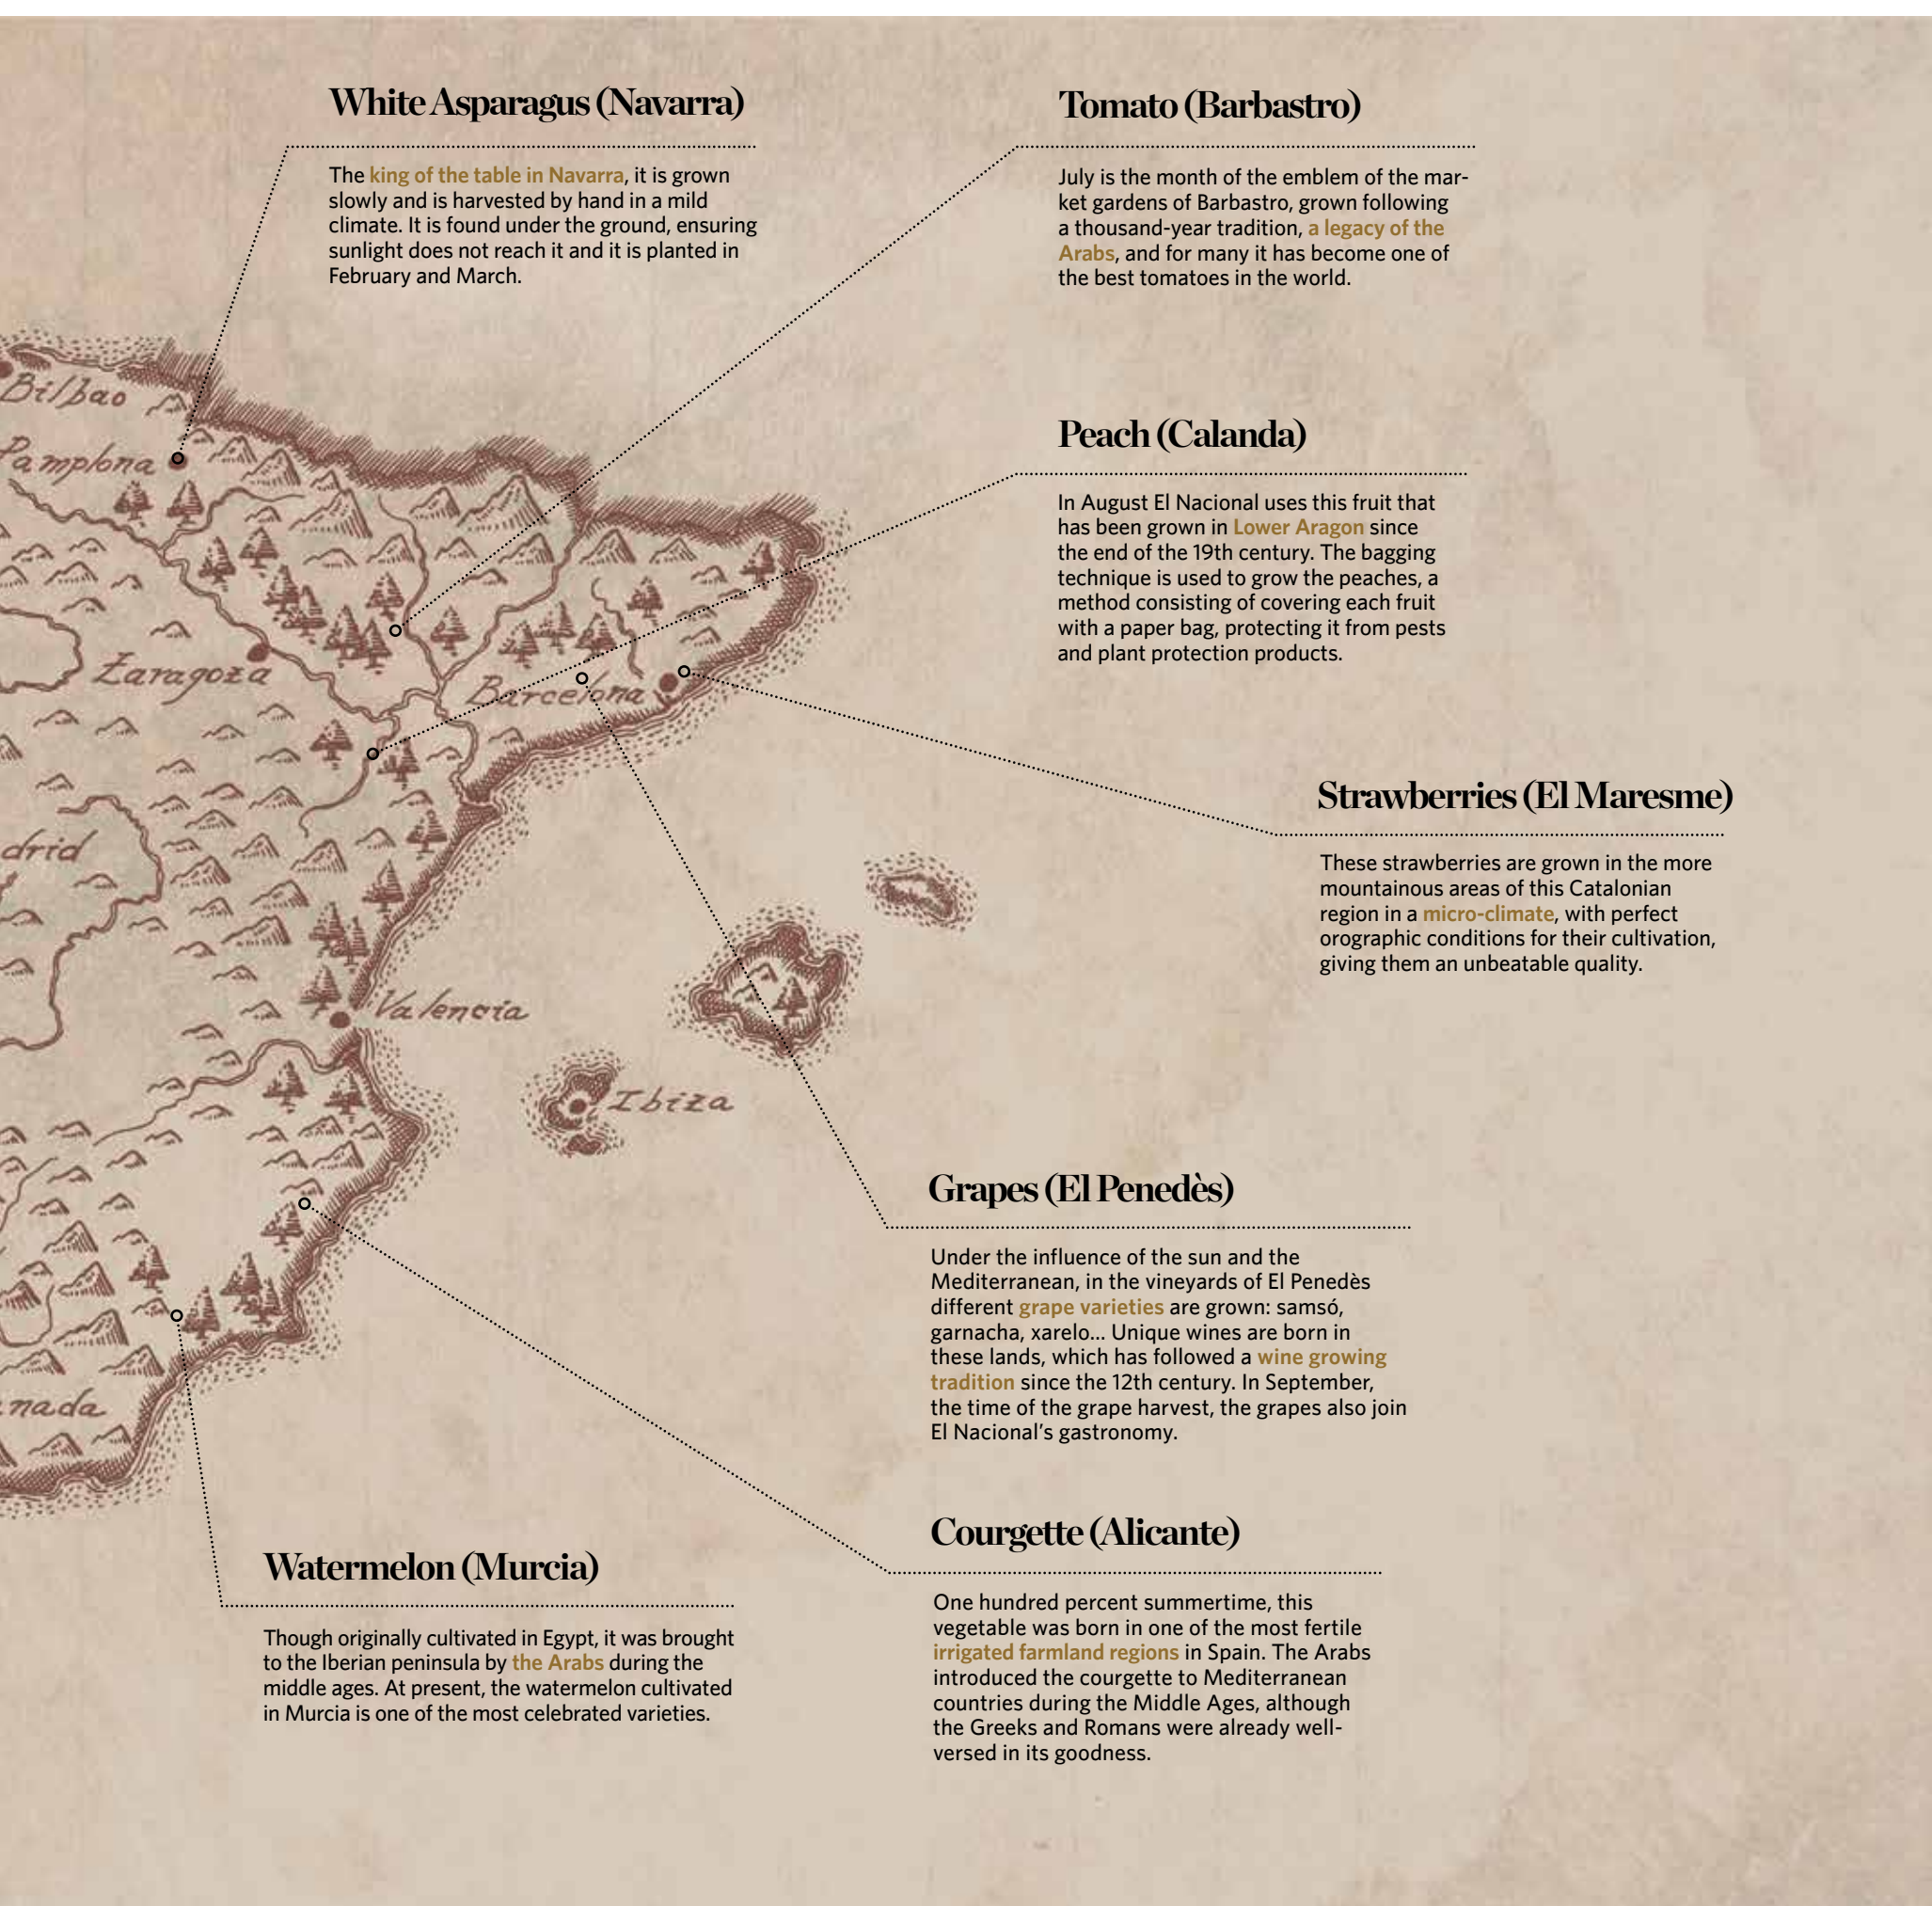 White Asparagus (Navarra)
The king of the table in Navarra, it is grown
slowly and is harvested by hand in a mild
climate. It is found under the ground, ensuring
sunlight does not reach it and it is planted in
February and March.
Tomato (Barbastro)
July is the month of the emblem of the mar-
ket gardens of Barbastro, grown following
a thousand-year tradition, a legacy of the
Arabs, and for many it has become one of
the best tomatoes in the world.
Bilbao
Pamplona
Peach (Calanda)
In August El Nacional uses this fruit that
has been grown in Lower Aragon since
the end of the 19th century. The bagging
technique is used to grow the peaches, a
method consisting of covering each fruit
with a paper bag, protecting it from pests
and plant protection products.
Zaragoza
Barcelona
Strawberries (El Maresme)
These strawberries are grown in the more
mountainous areas of this Catalonian
region in a micro-climate, with perfect
orographic conditions for their cultivation,
giving them an unbeatable quality.
drid
Valencia
Ibiza
Grapes (El Penedès)
Under the influence of the sun and the
Mediterranean, in the vineyards of El Penedès
different grape varieties are grown: samsó,
garnacha, xarelo... Unique wines are born in
these lands, which has followed a wine growing
tradition since the 12th century. In September,
the time of the grape harvest, the grapes also join
El Nacional's gastronomy.
nada
Courgette (Alicante)
One hundred percent summertime, this
vegetable was born in one of the most fertile
irrigated farmland regions in Spain. The Arabs
introduced the courgette to Mediterranean
countries during the Middle Ages, although
the Greeks and Romans were already well-
versed in its goodness.
Watermelon (Murcia)
Though originally cultivated in Egypt, it was brought
to the Iberian peninsula by the Arabs during the
middle ages. At present, the watermelon cultivated
in Murcia is one of the most celebrated varieties.